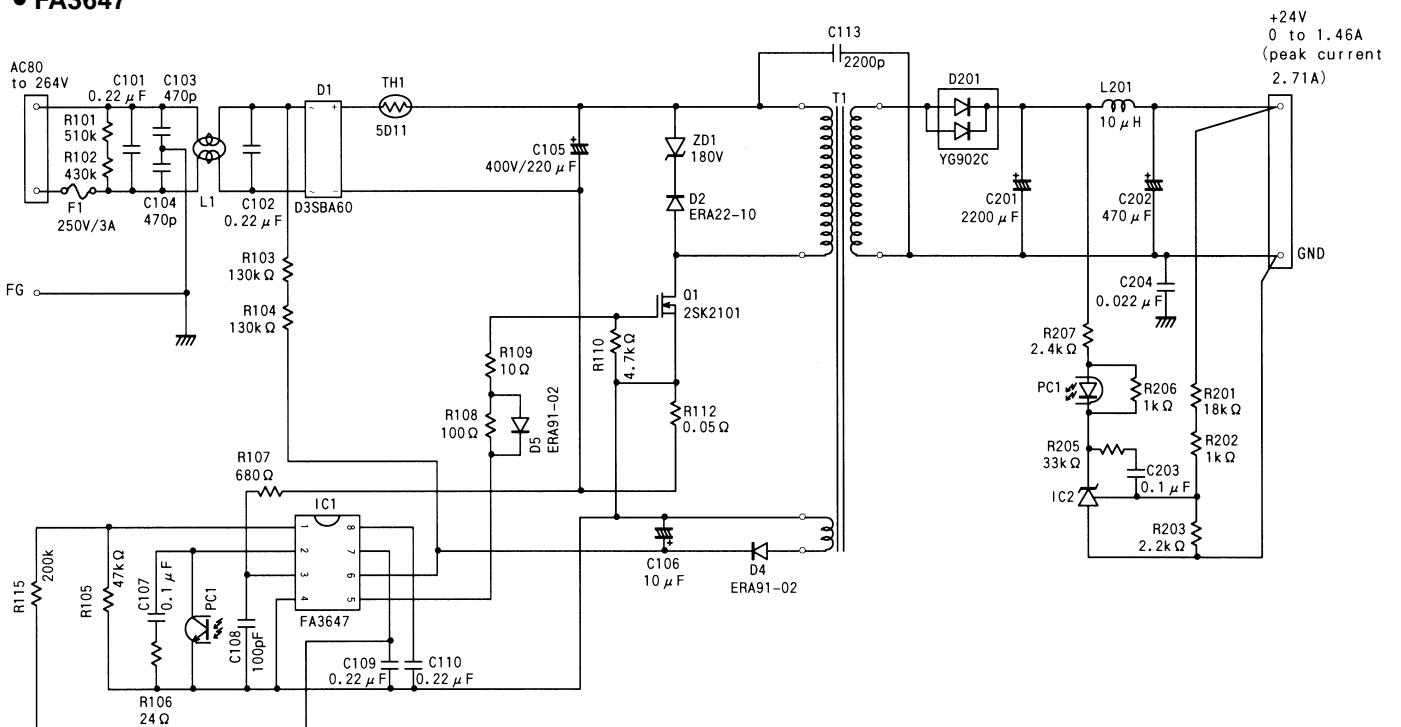 ● FA3647
AC80
to 264V
C101
0.22 µF
C103
470p
R101
510k
R102
430k
F1
250V/3A
C104
470p
L1
C102
0.22 µF
D1
D3SBA60
TH1
5D11
C105
400V/220 µF
C113
2200p
ZD1
180V
D2
ERA22-10
T1
D201
YG902C
L201
10 µH
+24V
0 to 1.46A
(peak current
2.71A)
C201
2200 µF
C202
470 µF
GND
C204
0.022 µF
FG
R103
130kΩ
R104
130kΩ
Q1
2SK2101
R109
10Ω
R110
4.7kΩ
R108
100Ω
D5
ERA91-02
R112
0.05Ω
R107
680Ω
R207
2.4kΩ
PC1
R206
1kΩ
R201
18kΩ
R205
33kΩ
R202
1kΩ
C203
0.1 µF
IC2
R203
2.2kΩ
IC1
1
2
3
4
8
7
6
5
FA3647
C106
10 µF
D4
ERA91-02
R115
200k
R105
47kΩ
C107
0.1 µF
PC1
C108
100pF
C109
0.22 µF
C110
0.22 µF
R106
24Ω